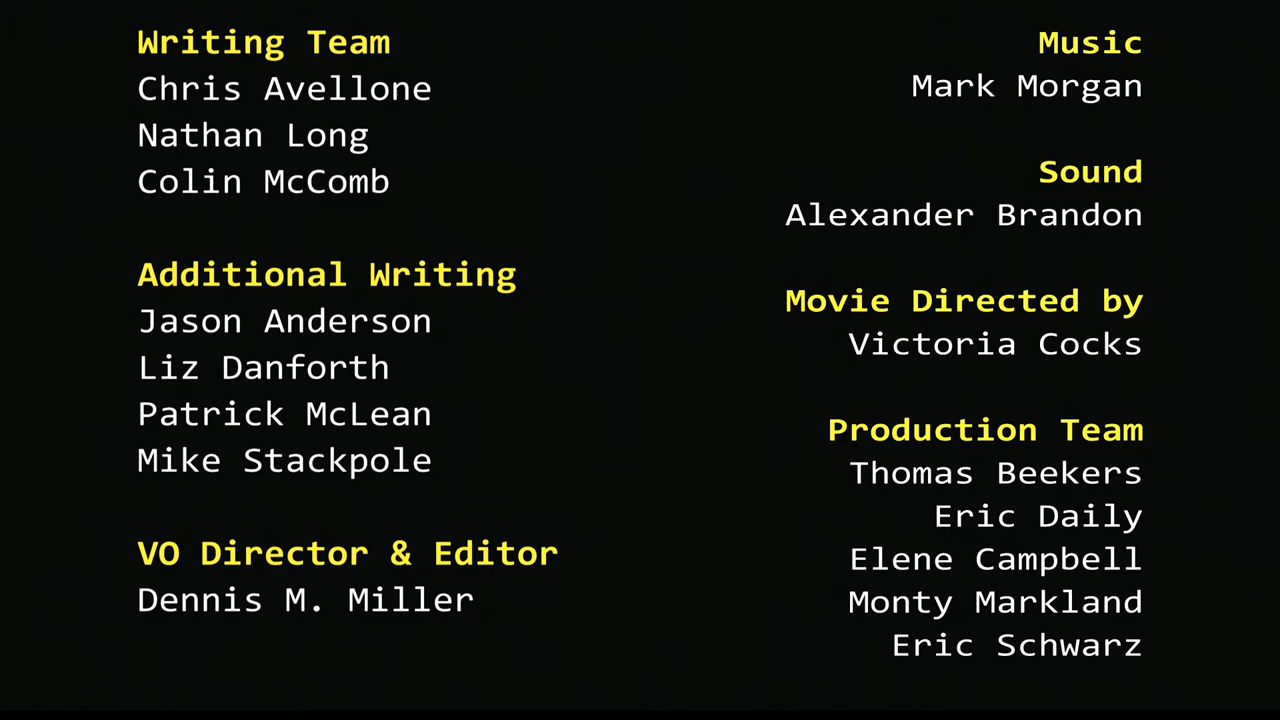 Writing Team
Chris Avellone
Nathan Long
Colin McComb
Additional Writing
Jason Anderson
Liz Danforth
Patrick McLean
Mike Stackpole
VO Director & Editor
Dennis M. Miller
Music
Mark Morgan
Sound
Alexander Brandon
Movie Directed by
Victoria Cocks
Production Team
Thomas Beekers
Eric Daily
Elene Campbell
Monty Markland
Eric Schwarz